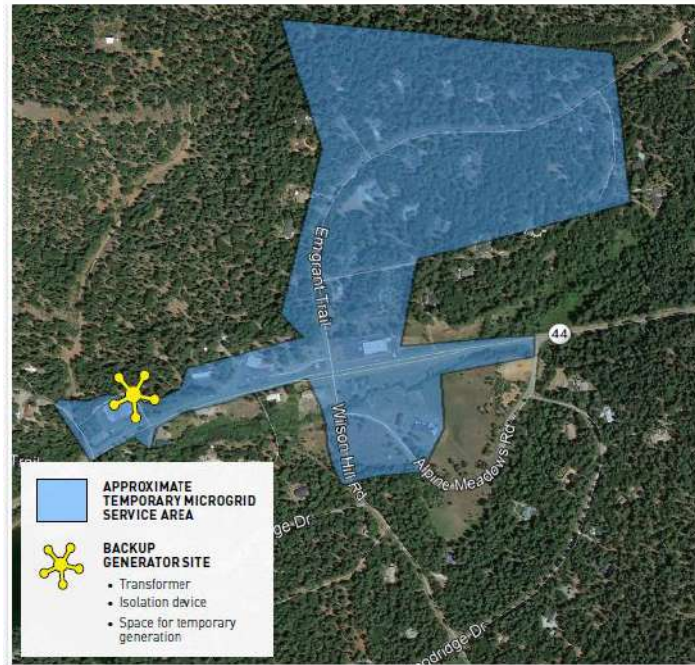 Emigrant Trail
44
Wilson Hill Rd
Alpine Meadows Rd
Trail
ge Dr
odridge Dr
APPROXIMATE
TEMPORARY MICROGRID
SERVICE AREA
BACKUP
GENERATOR SITE
• Transformer
• Isolation device
• Space for temporary
generation